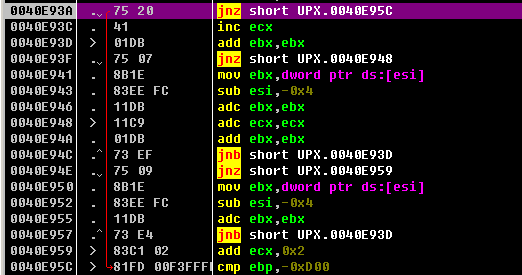 0040E93A . 75 20 jnz short UPX.0040E95C
0040E93C . 41 inc ecx
0040E93D > 01DB add ebx,ebx
0040E93F . 75 07 jnz short UPX.0040E948
0040E941 . 8B1E mov ebx,dword ptr ds:[esi]
0040E943 . 83EE FC sub esi,-0x4
0040E946 . 11DB adc ebx,ebx
0040E948 > 11C9 adc ecx,ecx
0040E94A . 01DB add ebx,ebx
0040E94C .^ 73 EF jnb short UPX.0040E93D
0040E94E . 75 09 jnz short UPX.0040E959
0040E950 . 8B1E mov ebx,dword ptr ds:[esi]
0040E952 . 83EE FC sub esi,-0x4
0040E955 . 11DB adc ebx,ebx
0040E957 .^ 73 E4 jnb short UPX.0040E93D
0040E959 > 83C1 02 add ecx,0x2
0040E95C > 81FD 00F3FFF cmp ebp,-0xD00